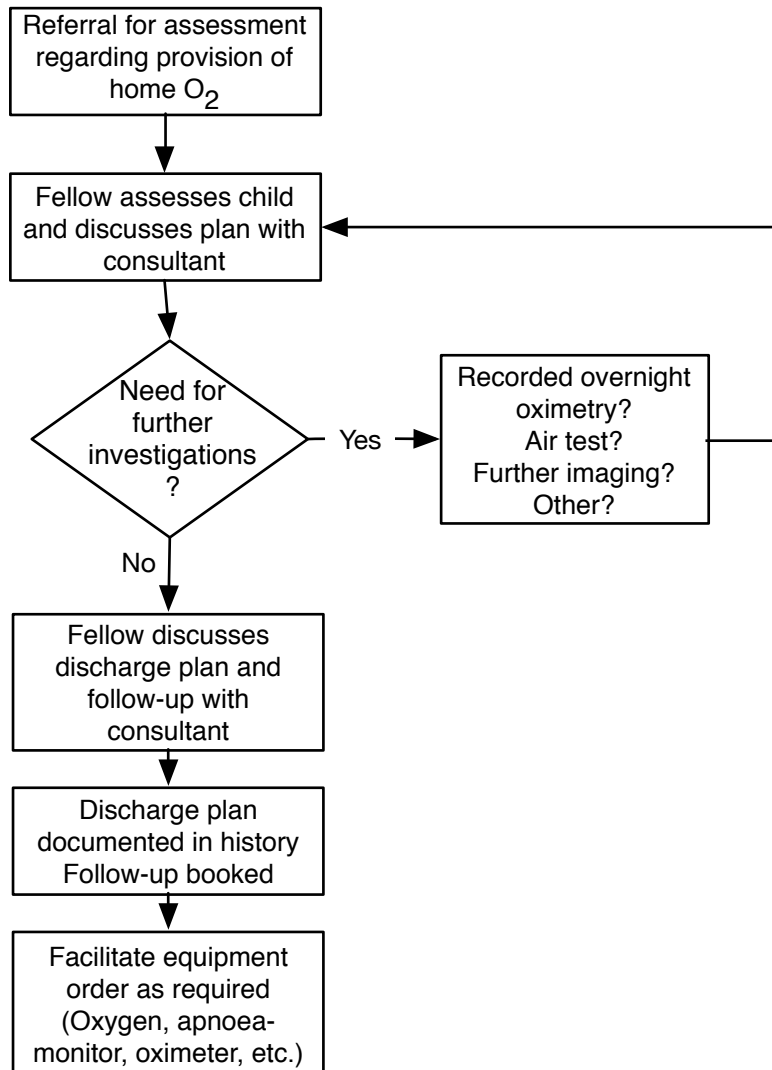 Referral for assessment
regarding provision of
home O2
Fellow assesses child
and discusses plan with
consultant
Need for
further
investigations
?
Yes
Recorded overnight
oximetry?
Air test?
Further imaging?
Other?
No
Fellow discusses
discharge plan and
follow-up with
consultant
Discharge plan
documented in history
Follow-up booked
Facilitate equipment
order as required
(Oxygen, apnoea-
monitor, oximeter, etc.)